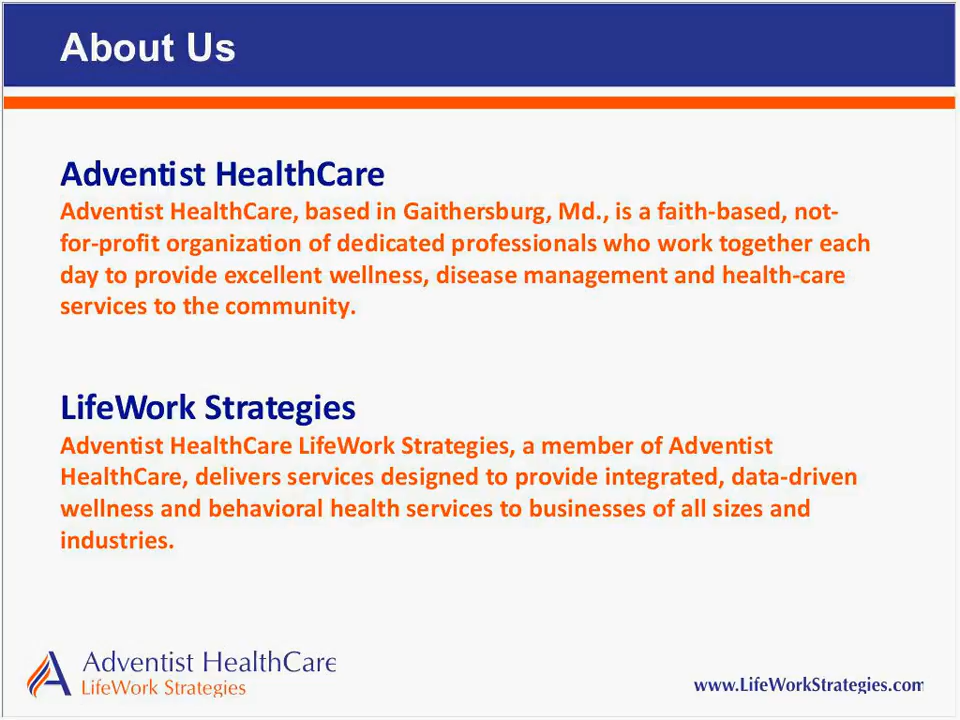 About Us
Adventist HealthCare
Adventist HealthCare, based in Gaithersburg, Md., is a faith-based, not-
for-profit organization of dedicated professionals who work together each
day to provide excellent wellness, disease management and health-care
services to the community.
LifeWork Strategies
Adventist HealthCare LifeWork Strategies, a member of Adventist
HealthCare, delivers services designed to provide integrated, data-driven
wellness and behavioral health services to businesses of all sizes and
industries.
Adventist HealthCare
LifeWork Strategies
www.LifeWorkStrategies.com